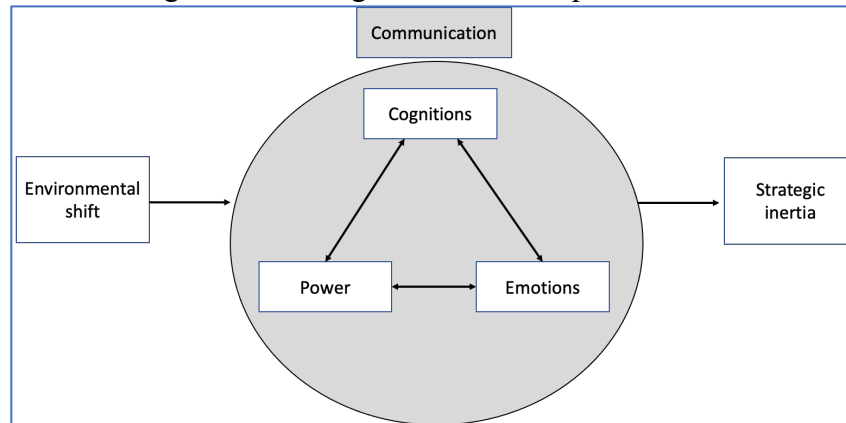 Communication
Cognitions
Environmental
shift
Strategic
inertia
Power
Emotions